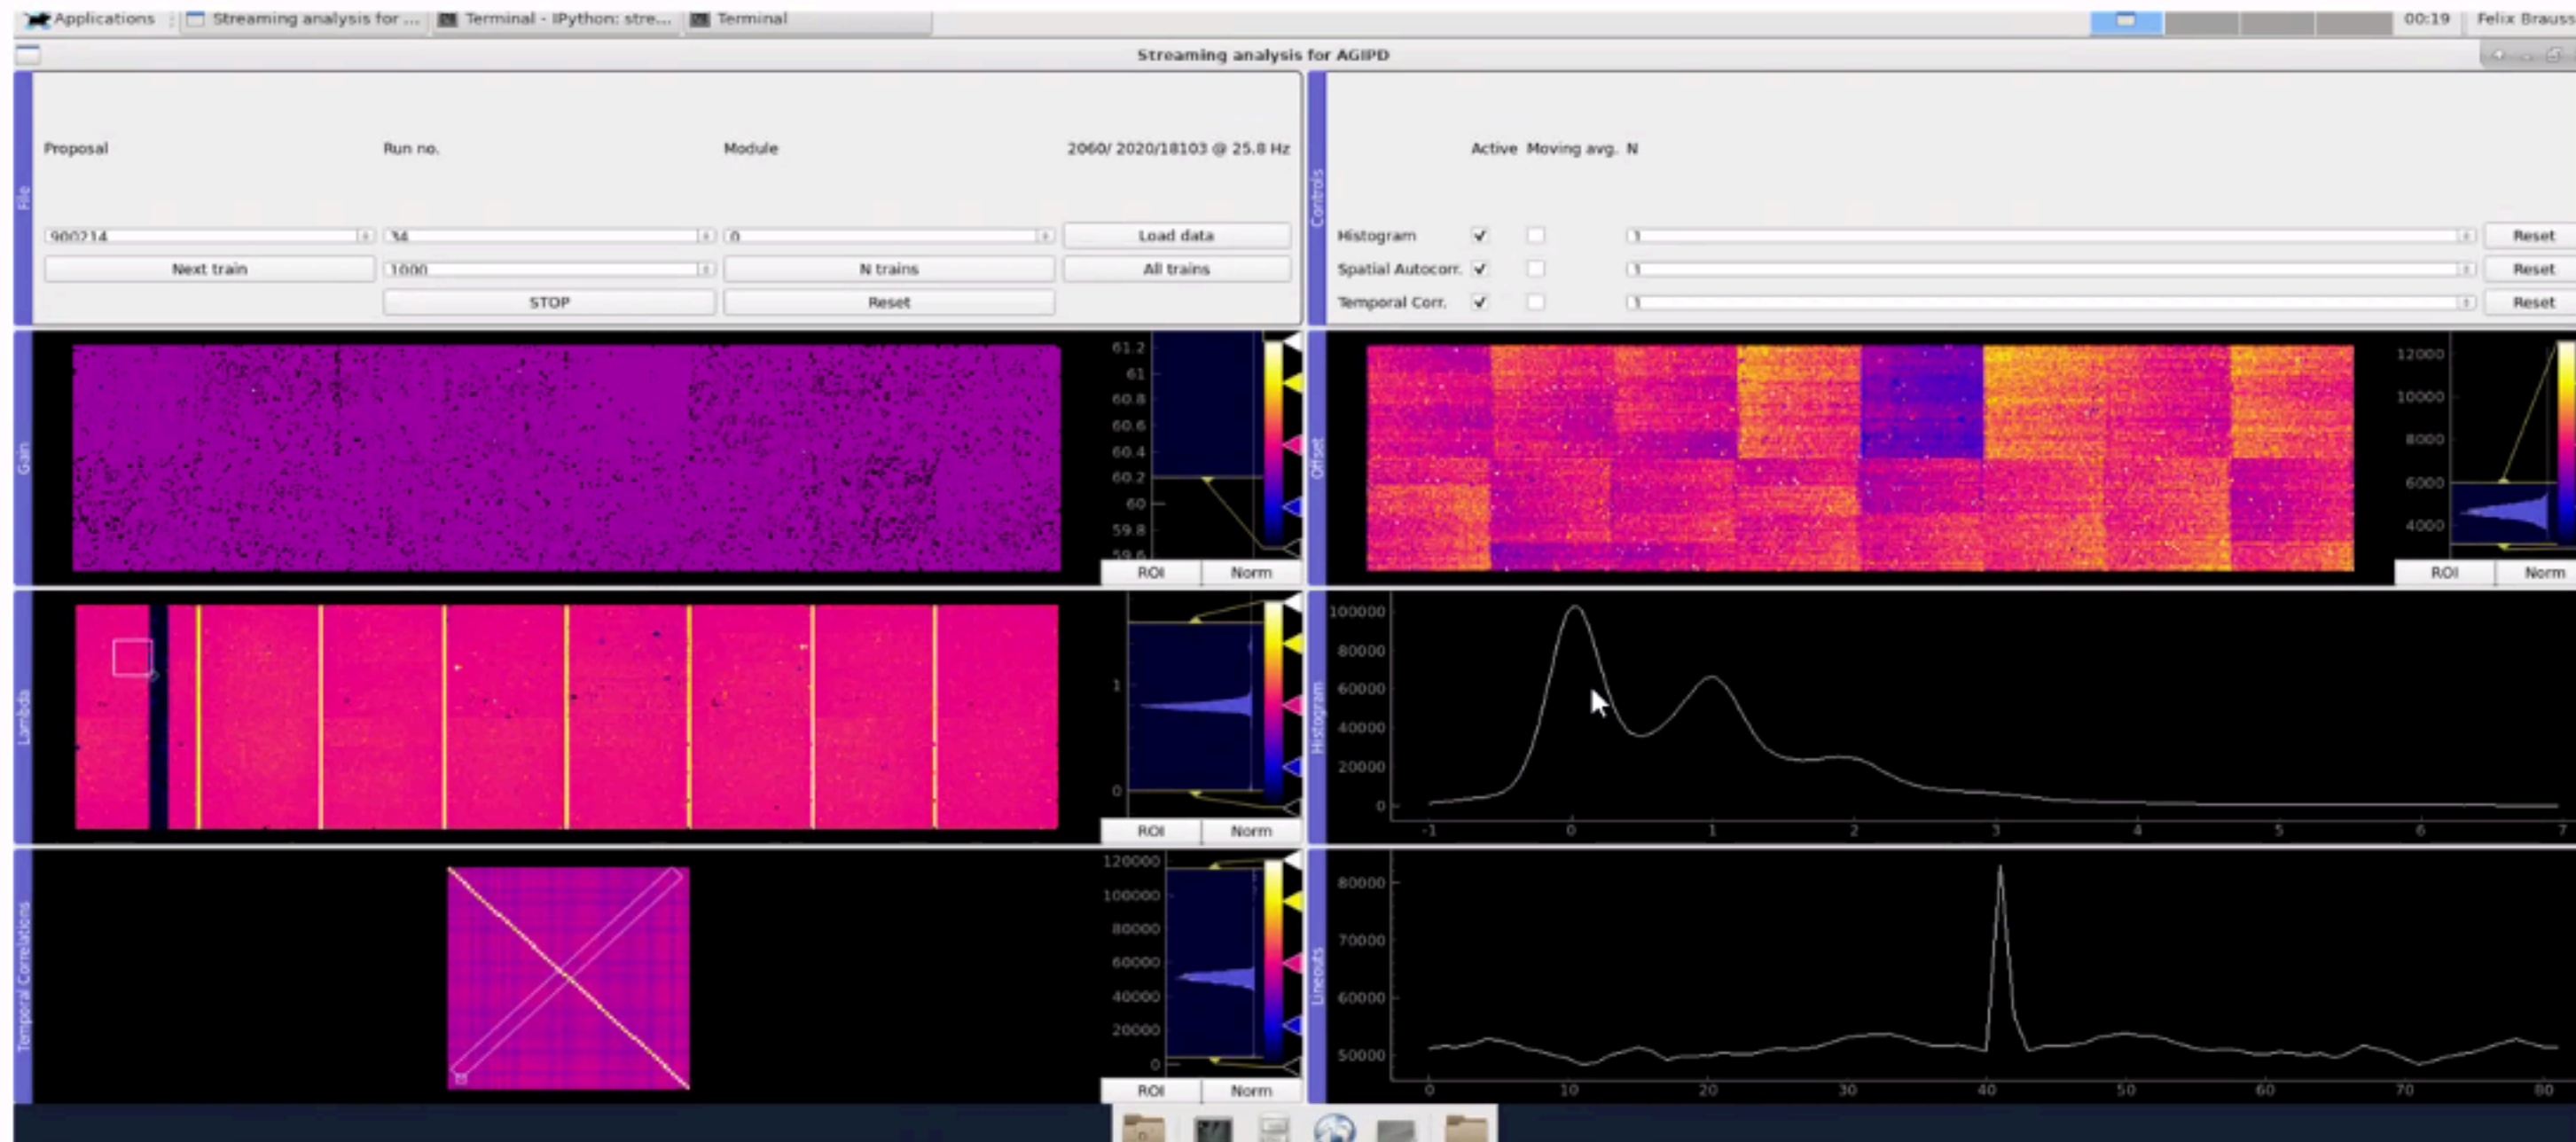 Applications Streaming analysis for ... Terminal - IPython: stre... Terminal 00:19 Felix Brauss
Streaming analysis for AGIPD
File
Proposal Run no. Module 2060/ 2020/18103 @ 25.8 Hz
900214 34 0 Load data
Next train 1000 N trains All trains
STOP Reset
Controls
Active Moving avg. N
Histogram 1 Reset
Spatial Autocorr. 1 Reset
Temporal Corr. 1 Reset
Gain
61.2
61
60.8
60.6
60.4
60.2
60
59.8
59.6
ROI Norm
Offset
12000
10000
8000
6000
4000
ROI Norm
Lambda
1
0
ROI Norm
Histogram
100000
80000
60000
40000
20000
0
-1 0 1 2 3 4 5 6 7
Temporal Correlations
120000
100000
80000
60000
40000
20000
0
ROI Norm
Lineouts
80000
70000
60000
50000
0 10 20 30 40 50 60 70 80